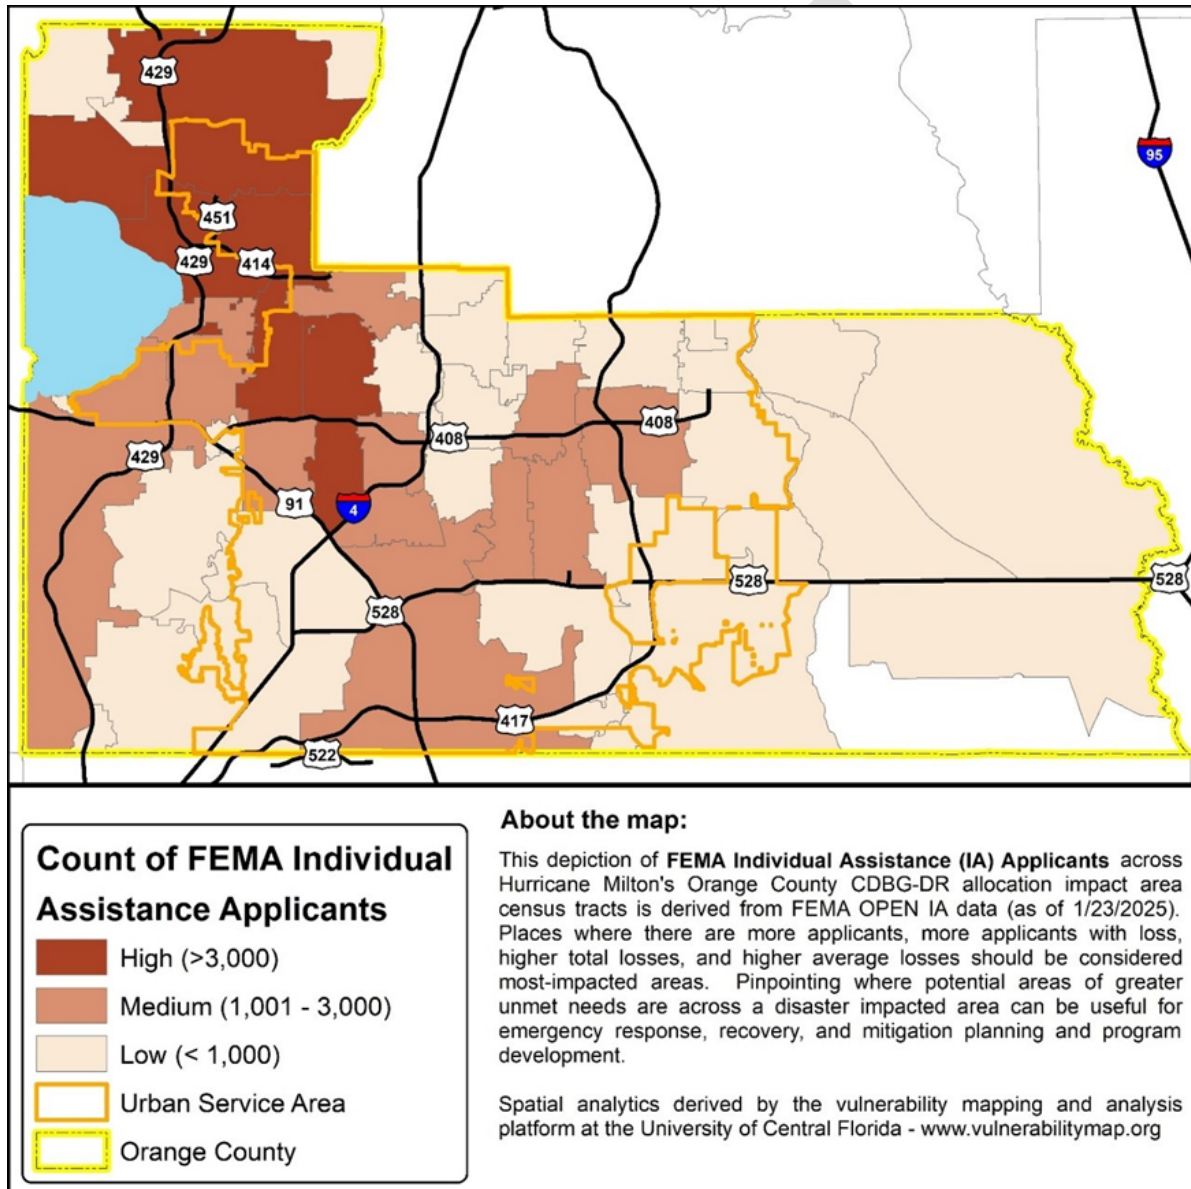 429
95
451
429
414
408
408
429
91
4
528
528
528
417
522
Count of FEMA Individual
Assistance Applicants
High (>3,000)
Medium (1,001 - 3,000)
Low (< 1,000)
Urban Service Area
Orange County
About the map:
This depiction of FEMA Individual Assistance (IA) Applicants across
Hurricane Milton's Orange County CDBG-DR allocation impact area
census tracts is derived from FEMA OPEN IA data (as of 1/23/2025).
Places where there are more applicants, more applicants with loss,
higher total losses, and higher average losses should be considered
most-impacted areas. Pinpointing where potential areas of greater
unmet needs are across a disaster impacted area can be useful for
emergency response, recovery, and mitigation planning and program
development.
Spatial analytics derived by the vulnerability mapping and analysis
platform at the University of Central Florida - www.vulnerabilitymap.org